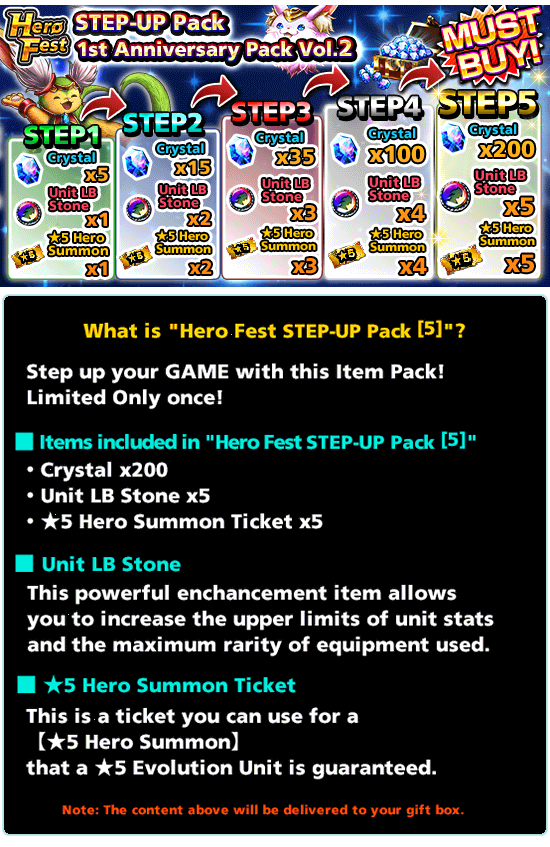 Hero Fest
STEP-UP Pack
1st Anniversary Pack Vol.2
MUST BUY!
STEP1
Crystal
x5
Unit LB Stone
x1
★5 Hero Summon
x1
STEP2
Crystal
x15
Unit LB Stone
x2
★5 Hero Summon
x2
STEP3
Crystal
x35
Unit LB Stone
x3
★5 Hero Summon
x3
STEP4
Crystal
x100
Unit LB Stone
x4
★5 Hero Summon
x4
STEP5
Crystal
x200
Unit LB Stone
x5
★5 Hero Summon
x5
What is "Hero Fest STEP-UP Pack [5]"?
Step up your GAME with this Item Pack!
Limited Only once!
■ Items included in "Hero Fest STEP-UP Pack [5]"
• Crystal x200
• Unit LB Stone x5
• ★5 Hero Summon Ticket x5
■ Unit LB Stone
This powerful enchancement item allows
you to increase the upper limits of unit stats
and the maximum rarity of equipment used.
■ ★5 Hero Summon Ticket
This is a ticket you can use for a
【★5 Hero Summon】
that a ★5 Evolution Unit is guaranteed.
Note: The content above will be delivered to your gift box.